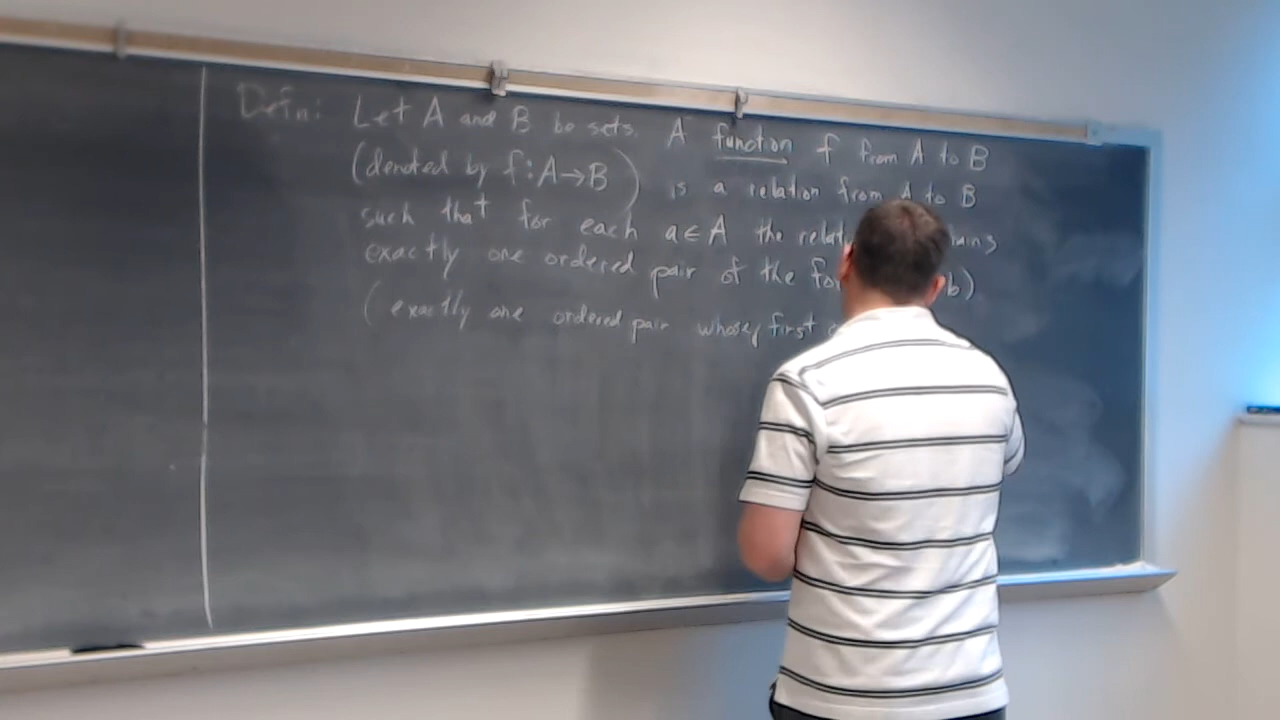 Defin: Let A and B be sets. A function f from A to B
(denoted by f:A→B) is a relation from A to B
such that for each a∈A the relat
exactly one ordered pair of the fo b)
(exactly one ordered pair whose first